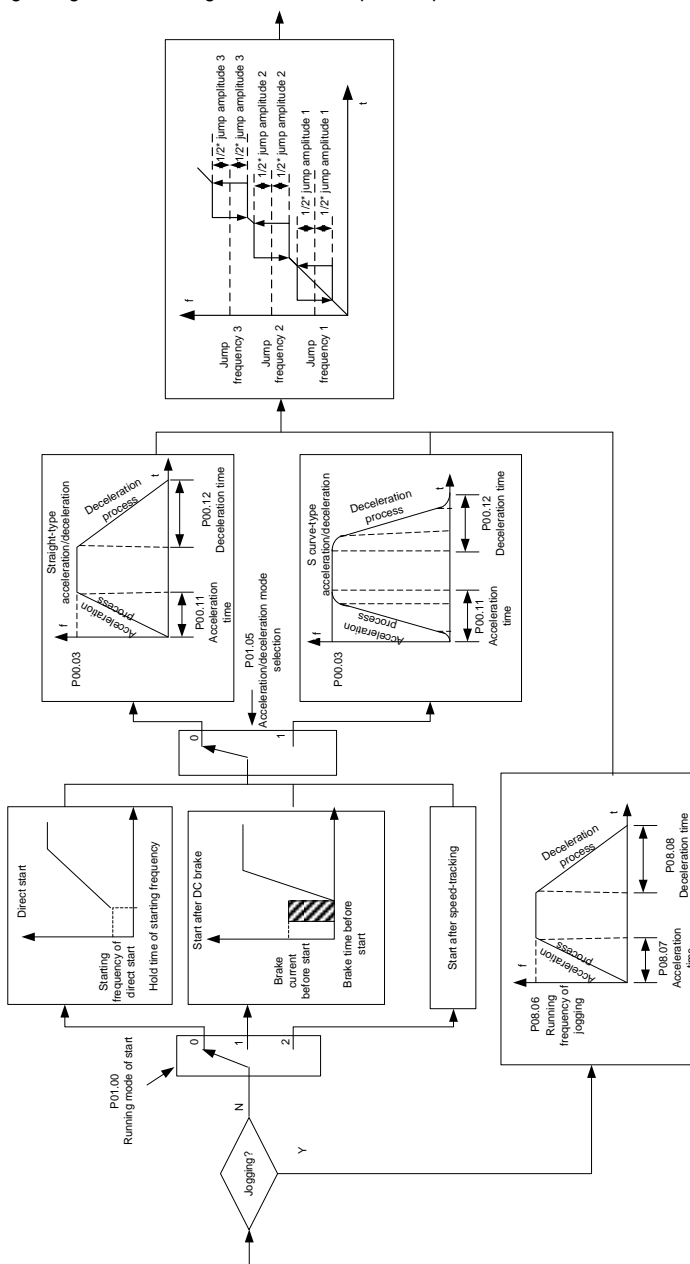 Jogging?
N
Y
P01.00
Running mode of start
0
1
2
Direct start
Starting
frequency of
direct start
Hold time of starting frequency
Start after DC brake
Brake
current
before start
Brake time before
start
Start after speed-tracking
P08.06
Running
frequency of
jogging
f
Acceleration
process
Deceleration
process
t
P08.07
Acceleration
P08.08
Deceleration time
P01.05
Acceleration/deceleration mode
selection
0
1
Straight-type
acceleration/deceleration
f
P00.03
Acceleration
process
Deceleration
process
t
P00.11
Acceleration
time
P00.12
Deceleration time
S curve-type
acceleration/deceleration
f
P00.03
Acceleration
process
Deceleration
process
t
P00.11
Acceleration
time
P00.12
Deceleration time
f
Jump
frequency 3
Jump
frequency 2
Jump
frequency 1
1/2* jump amplitude 3
1/2* jump amplitude 3
1/2* jump amplitude 2
1/2* jump amplitude 2
1/2* jump amplitude 1
1/2* jump amplitude 1
t